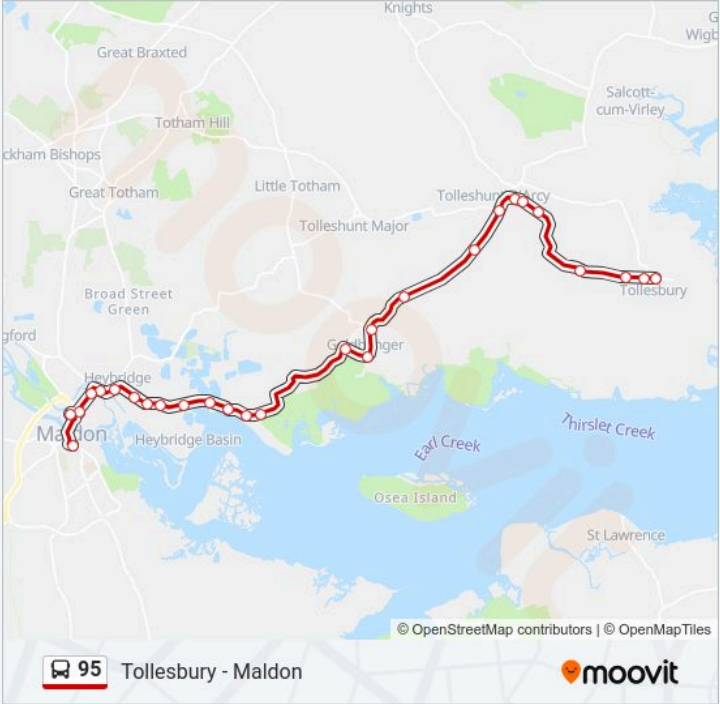 Knights
Great Braxted
Salcott-
cum-Virley
Totham Hill
ckham Bishops
Great Totham
Little Totham
Tolleshunt D'Arcy
Tolleshunt Major
Tollesbury
Broad Street
Green
gford
Goldhanger
Heybridge
Maldon
Heybridge Basin
Thirslet Creek
Earl Creek
Osea Island
St Lawrence
© OpenStreetMap contributors | © OpenMapTiles
95 Tollesbury - Maldon
moovit